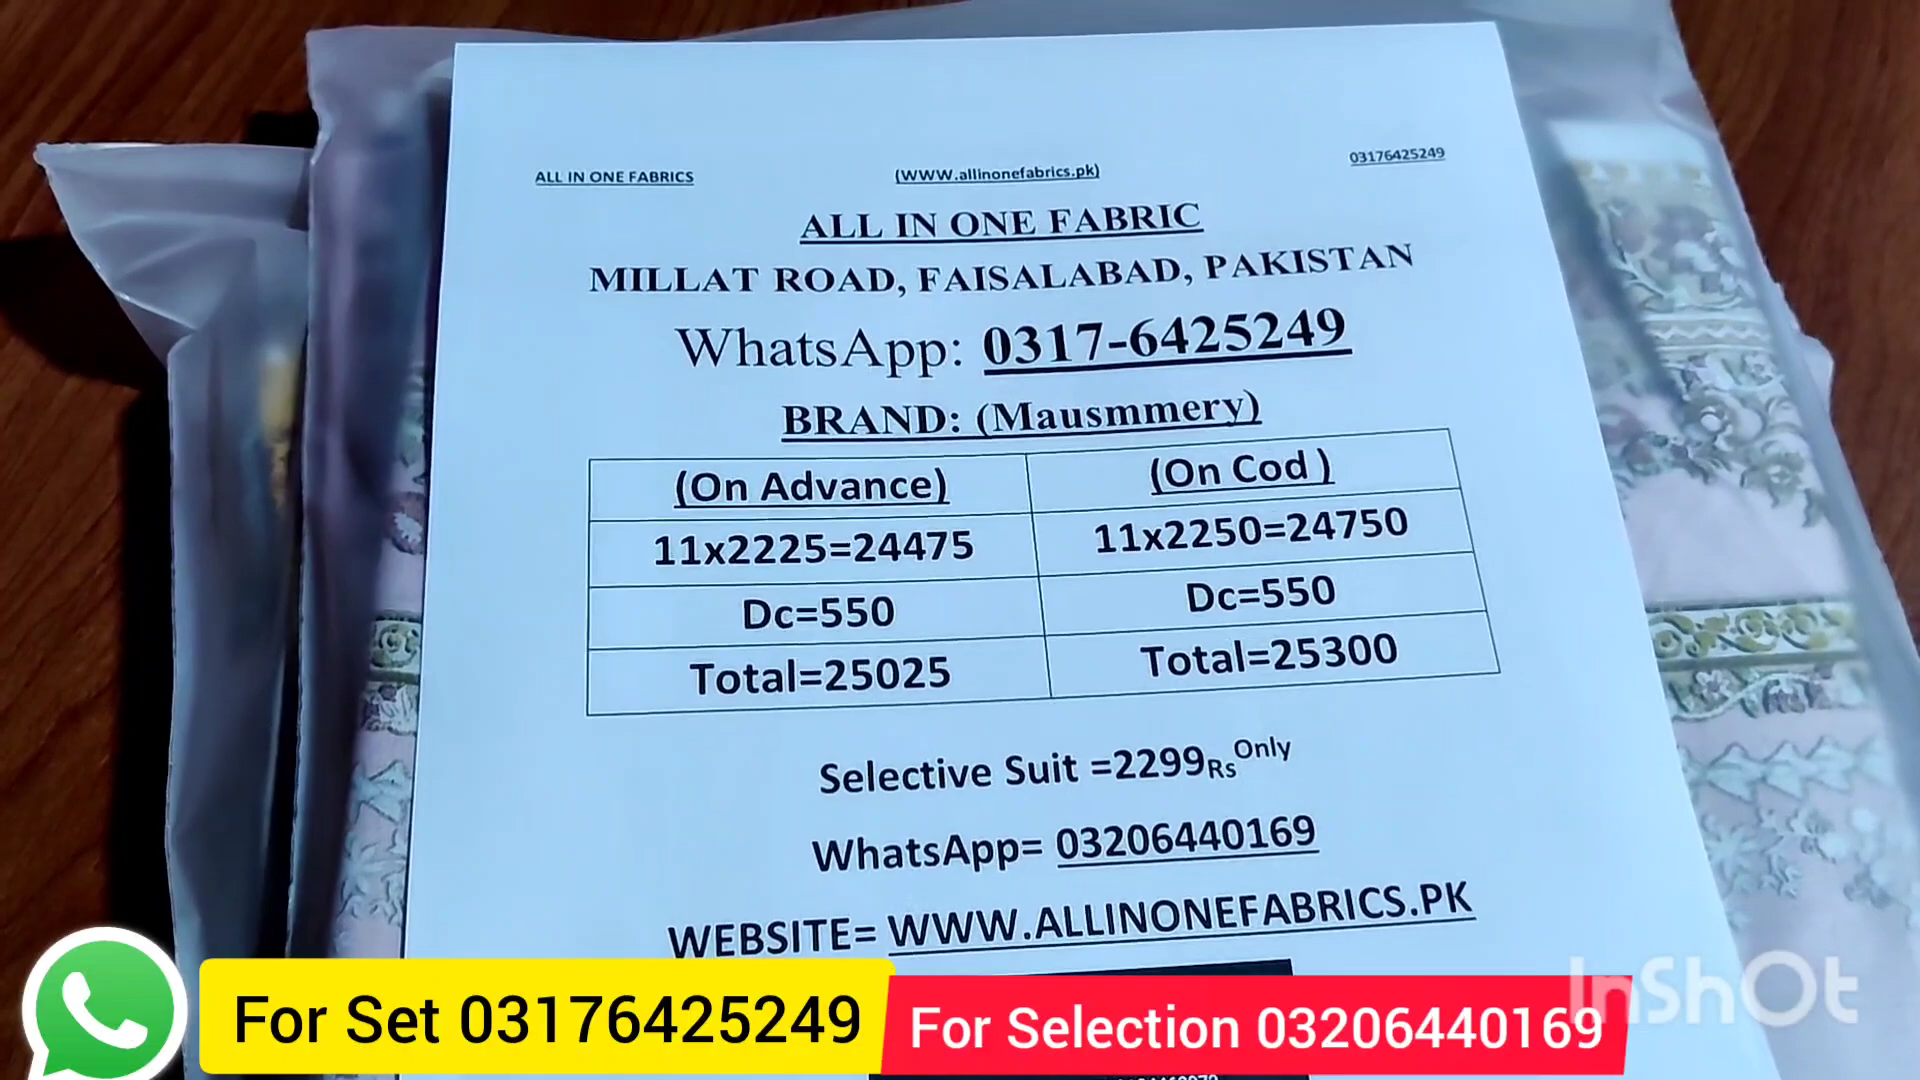 ALL IN ONE FABRICS (WWW.allinonefabrics.pk) 03176425249
ALL IN ONE FABRIC
MILLAT ROAD, FAISALABAD, PAKISTAN
WhatsApp: 0317-6425249
BRAND: (Mausmmery)
(On Advance) (On Cod )
11x2225=24475 11x2250=24750
Dc=550 Dc=550
Total=25025 Total=25300
Selective Suit =2299Rs Only
WhatsApp= 03206440169
WEBSITE= WWW.ALLINONEFABRICS.PK
For Set 03176425249
For Selection 03206440169
InShOt